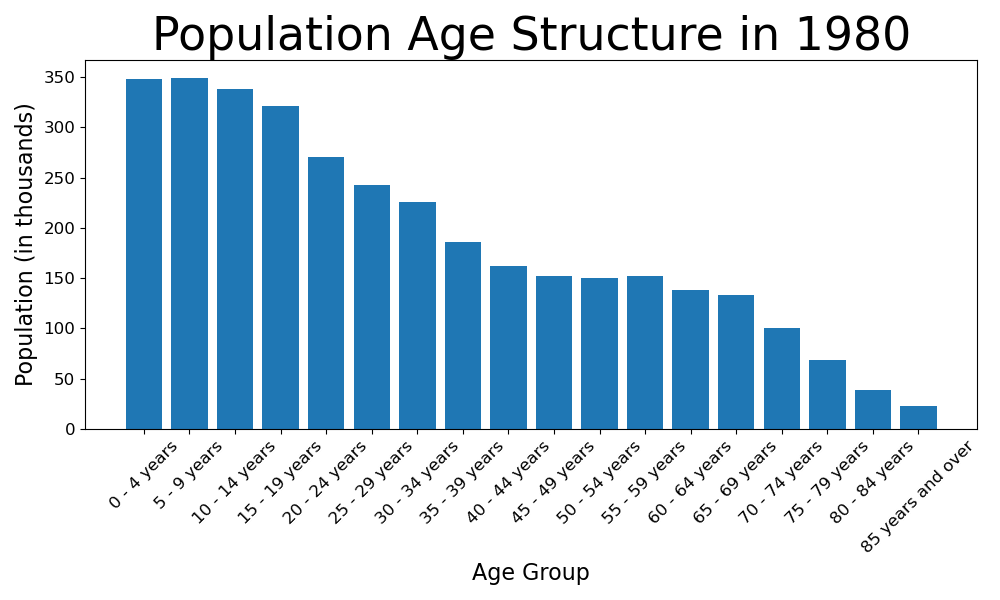 Population Age Structure in 1980
Population (in thousands)
350
300
250
200
150
100
50
0
0 - 4 years
5 - 9 years
10 - 14 years
15 - 19 years
20 - 24 years
25 - 29 years
30 - 34 years
35 - 39 years
40 - 44 years
45 - 49 years
50 - 54 years
55 - 59 years
60 - 64 years
65 - 69 years
70 - 74 years
75 - 79 years
80 - 84 years
85 years and over
Age Group